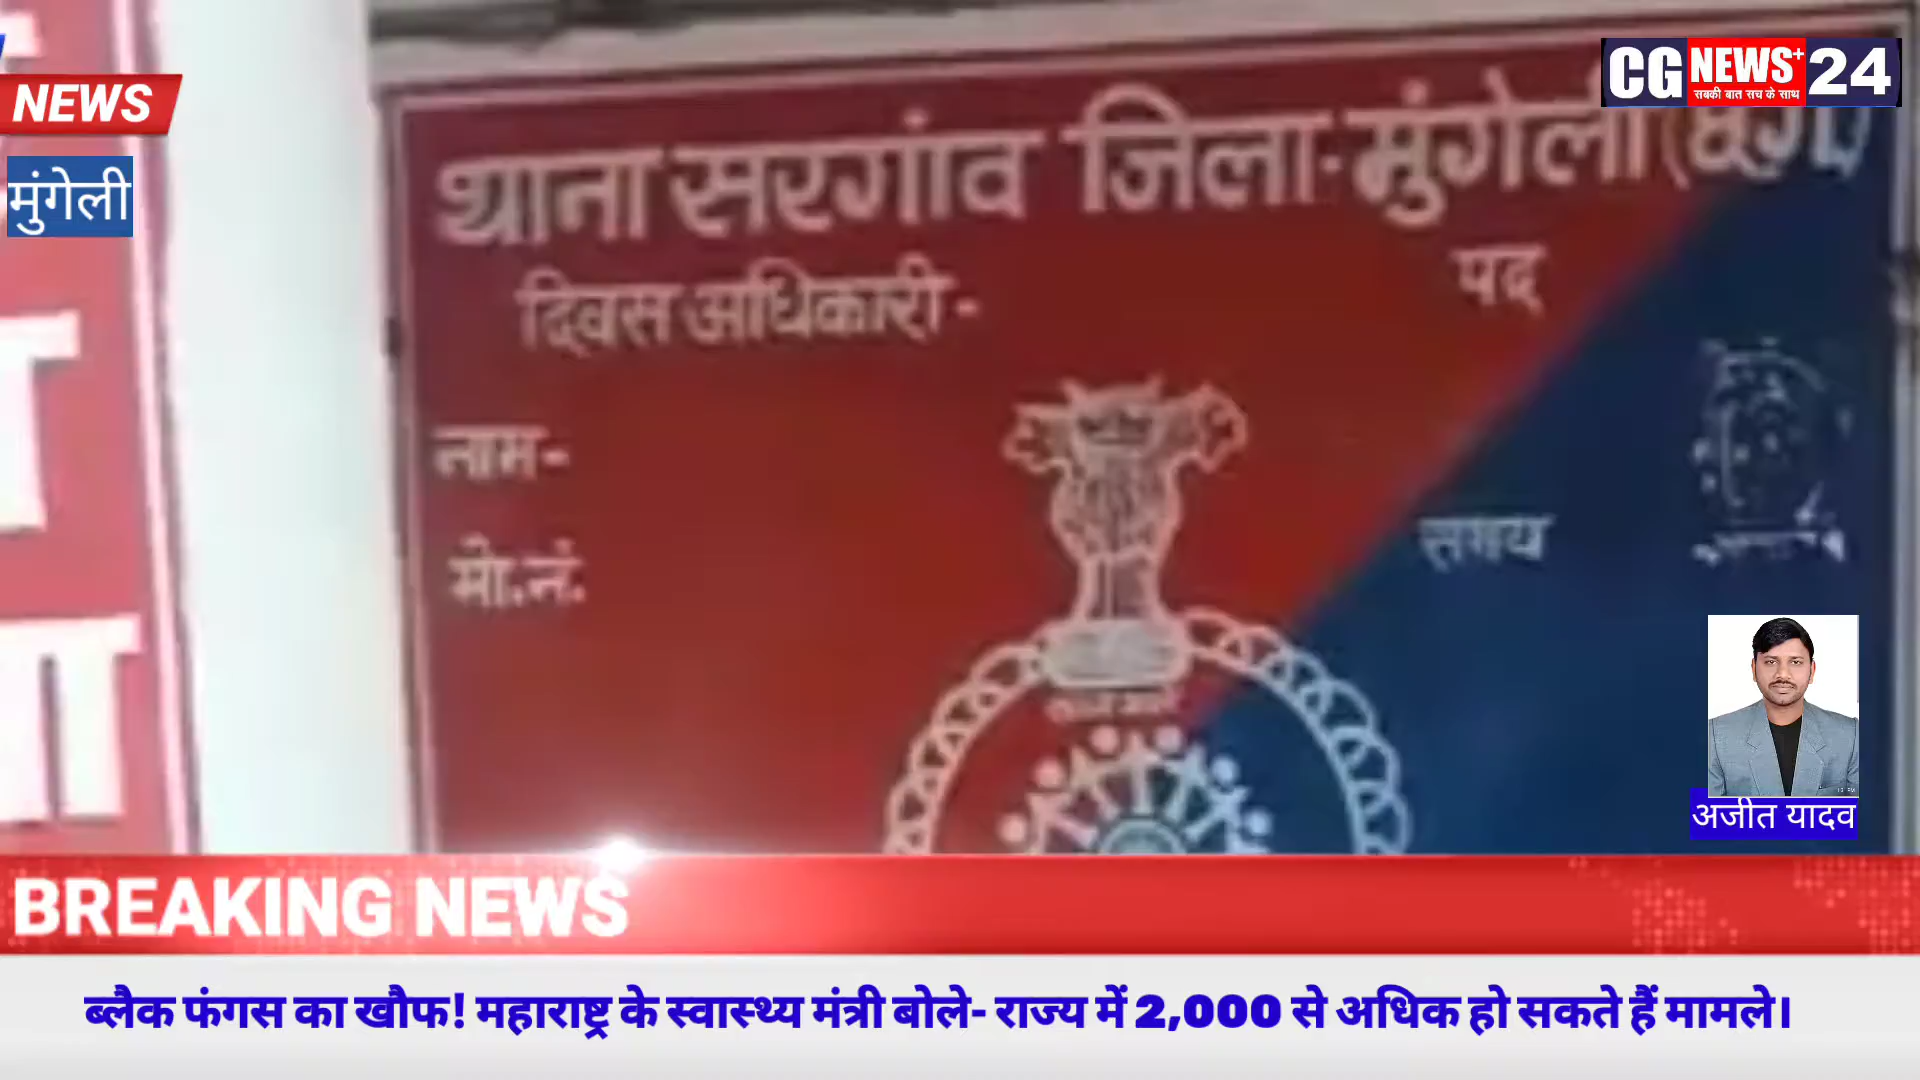 CG NEWS+ 24
सबकी बात सच के साथ
NEWS
मुंगेली
थाना सरगांव जिला-मुंगेली (छ.ग.)
दिवस अधिकारी -
पद
नाम-
मो.नं.
समय
अजीत यादव
BREAKING NEWS
ब्लैक फंगस का खौफ! महाराष्ट्र के स्वास्थ्य मंत्री बोले- राज्य में 2,000 से अधिक हो सकते हैं मामले।